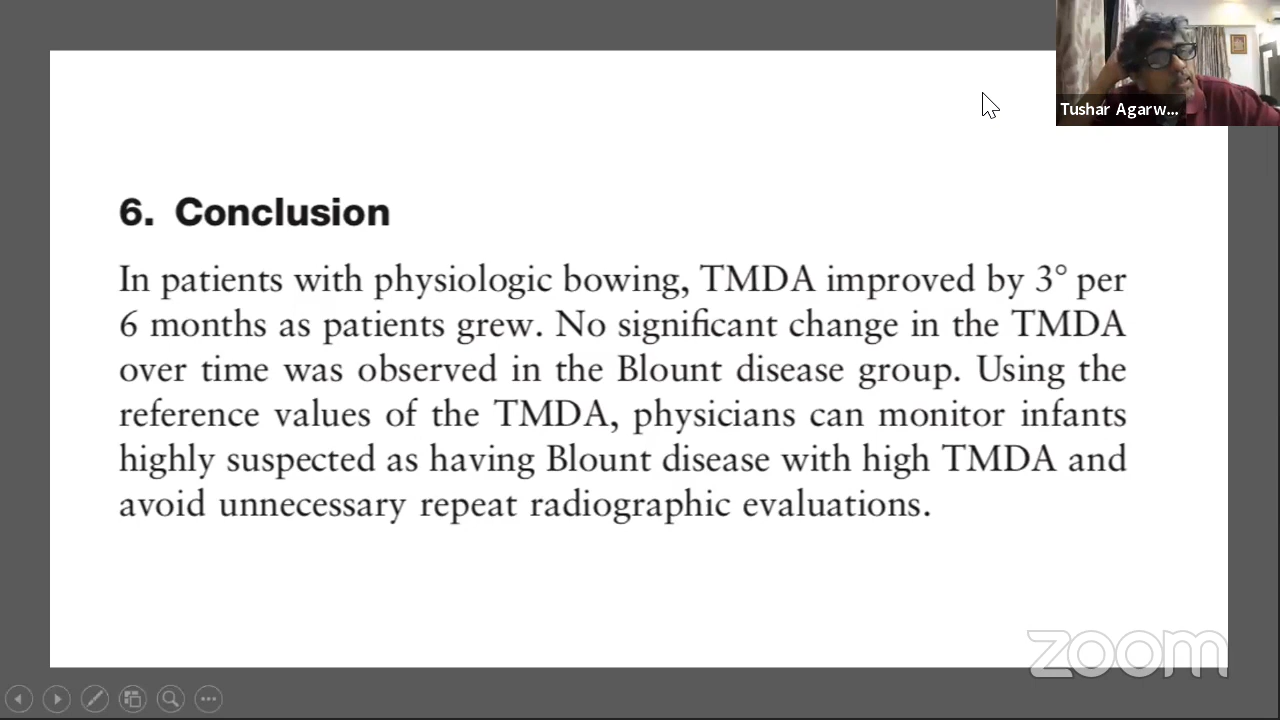 Tushar Agarw...
6. Conclusion
In patients with physiologic bowing, TMDA improved by 3° per
6 months as patients grew. No significant change in the TMDA
over time was observed in the Blount disease group. Using the
reference values of the TMDA, physicians can monitor infants
highly suspected as having Blount disease with high TMDA and
avoid unnecessary repeat radiographic evaluations.
zoom